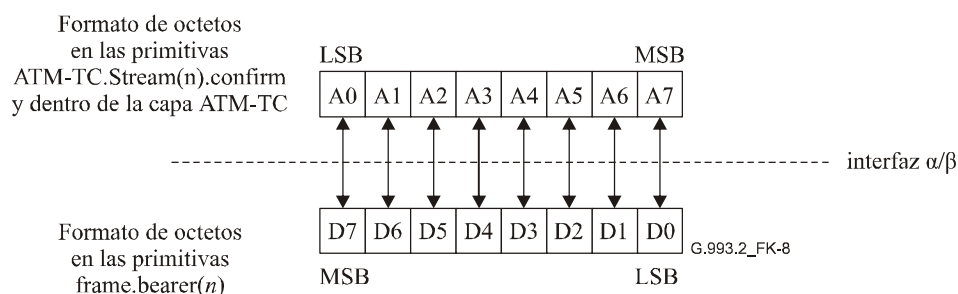 Formato de octetos
en las primitivas
ATM-TC.Stream(n).confirm
y dentro de la capa ATM-TC
LSB MSB
A0 A1 A2 A3 A4 A5 A6 A7
interfaz α/β
Formato de octetos
en las primitivas
frame.bearer(n)
D7 D6 D5 D4 D3 D2 D1 D0
G.993.2_FK-8
MSB LSB